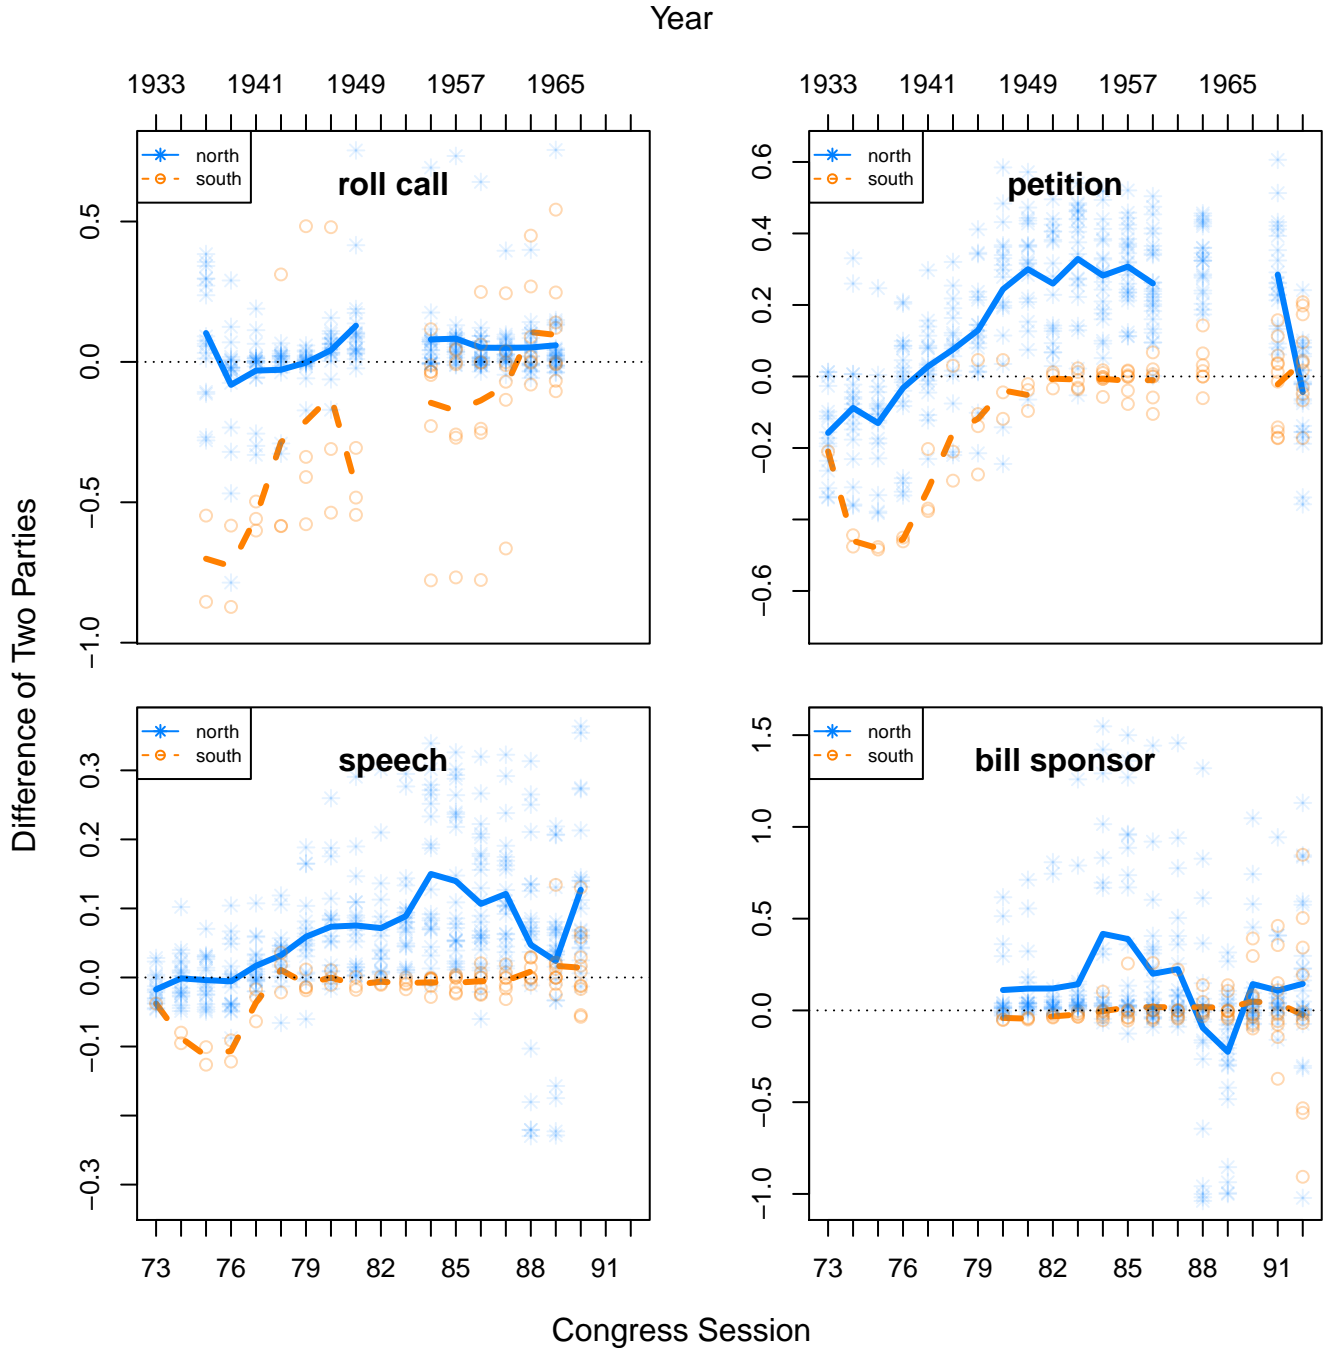 Year
1933 1941 1949 1957 1965
1933 1941 1949 1957 1965
north
south
roll call
0.5
0.0
−0.5
−1.0
north
south
petition
0.6
0.4
0.2
0.0
−0.2
−0.6
Difference of Two Parties
north
south
speech
0.3
0.2
0.1
0.0
−0.1
−0.3
north
south
bill sponsor
1.5
1.0
0.5
0.0
−0.5
−1.0
73 76 79 82 85 88 91
73 76 79 82 85 88 91
Congress Session